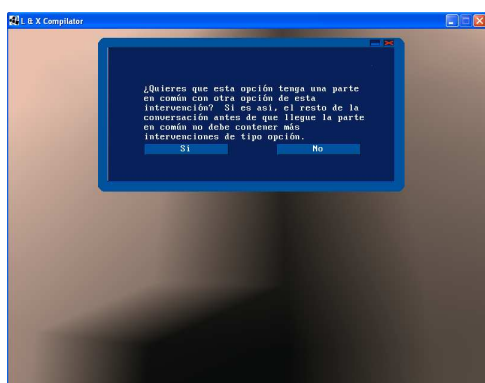 L & X Compilator
¿Quieres que esta opción tenga una parte
en común con otra opción de esta
intervención? Si es así, el resto de la
conversación antes de que llegue la parte
en común no debe contener más
intervenciones de tipo opción.
Si No